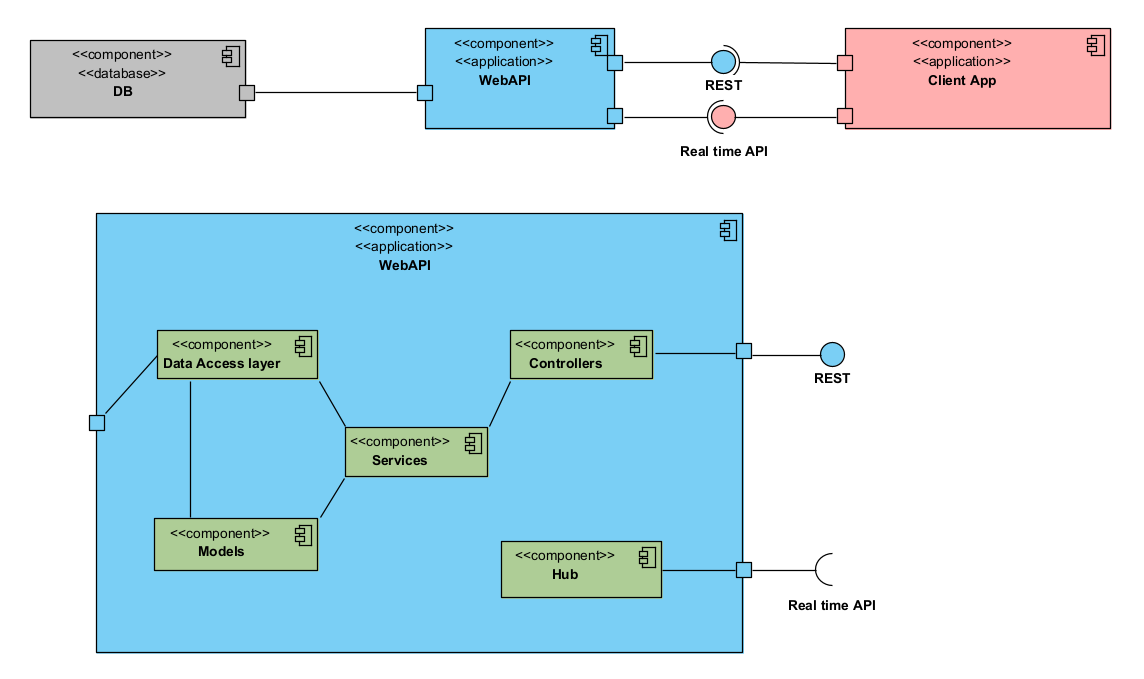 <<component>>
<<database>>
DB
<<component>>
<<application>>
WebAPI
REST
Real time API
<<component>>
<<application>>
Client App
<<component>>
<<application>>
WebAPI
<<component>>
Data Access layer
<<component>>
Controllers
REST
<<component>>
Services
<<component>>
Models
<<component>>
Hub
Real time API